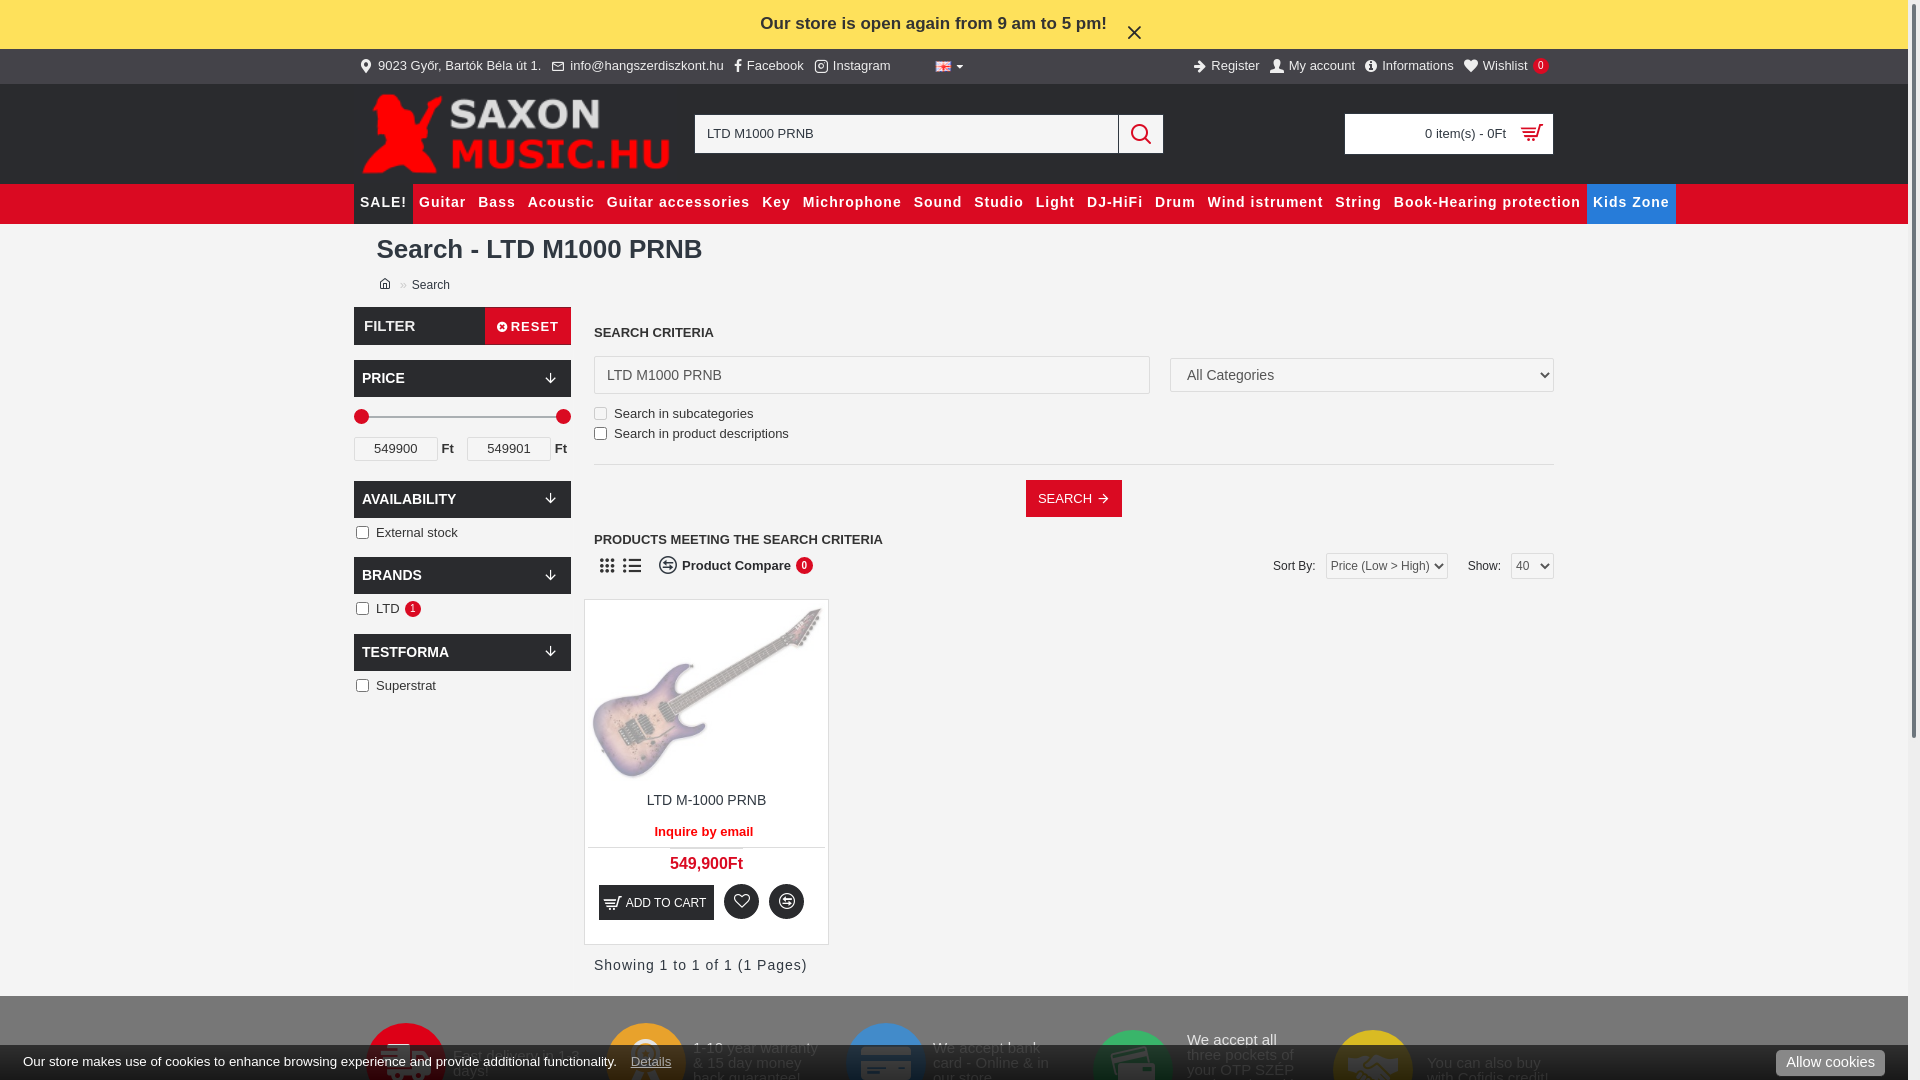 Our store is open again from 9 am to 5 pm!
9023 Győr, Bartók Béla út 1. info@hangszerdiszkont.hu Facebook Instagram Register My account Informations Wishlist 0
SAXON
MUSIC.HU
LTD M1000 PRNB
0 item(s) - 0Ft
SALE! Guitar Bass Acoustic Guitar accessories Key Michrophone Sound Studio Light DJ-HiFi Drum Wind istrument String Book-Hearing protection Kids Zone
Search - LTD M1000 PRNB
» Search
FILTER RESET
PRICE
549900 Ft 549901 Ft
AVAILABILITY
External stock
BRANDS
LTD 1
TESTFORMA
Superstrat
SEARCH CRITERIA
LTD M1000 PRNB
All Categories
Search in subcategories
Search in product descriptions
SEARCH
PRODUCTS MEETING THE SEARCH CRITERIA
Product Compare 0
Sort By: Price (Low > High) Show: 40
LTD M-1000 PRNB
Inquire by email
549,900Ft
ADD TO CART
Showing 1 to 1 of 1 (1 Pages)
days!
1-10 year warranty
& 15 day money
back guarantee!
We accept bank
card - Online & in
our store
We accept all
three pockets of
your OTP SZÉP
You can also buy
with Cofidis credit!
Our store makes use of cookies to enhance browsing experience and provide additional functionality. Details
Allow cookies